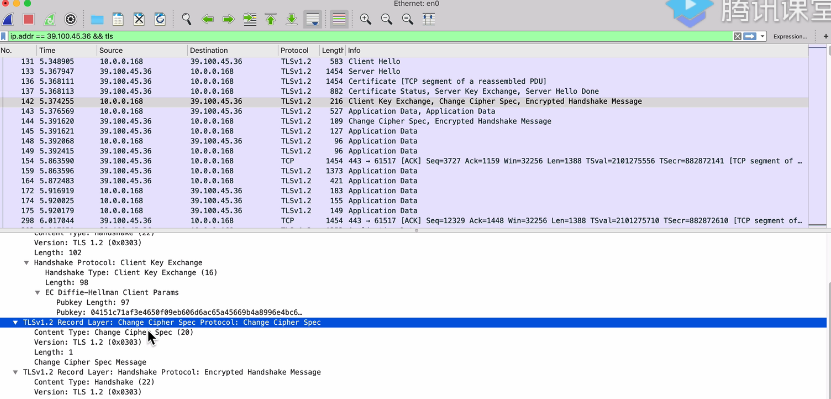 Ethernet: en0
腾讯课堂
ip.addr == 39.100.45.36 && tls
Expression...
+
No. Time Source Destination Protocol Length Info
131 5.348905 10.0.0.168 39.100.45.36 TLSv1.2 583 Client Hello
133 5.367947 39.100.45.36 10.0.0.168 TLSv1.2 1454 Server Hello
136 5.368111 39.100.45.36 10.0.0.168 TLSv1.2 1454 Certificate [TCP segment of a reassembled PDU]
137 5.368113 39.100.45.36 10.0.0.168 TLSv1.2 882 Certificate Status, Server Key Exchange, Server Hello Done
142 5.374255 10.0.0.168 39.100.45.36 TLSv1.2 216 Client Key Exchange, Change Cipher Spec, Encrypted Handshake Message
143 5.376569 10.0.0.168 39.100.45.36 TLSv1.2 527 Application Data, Application Data
144 5.391620 39.100.45.36 10.0.0.168 TLSv1.2 109 Change Cipher Spec, Encrypted Handshake Message
145 5.391621 39.100.45.36 10.0.0.168 TLSv1.2 127 Application Data
148 5.392068 10.0.0.168 39.100.45.36 TLSv1.2 96 Application Data
149 5.392415 39.100.45.36 10.0.0.168 TLSv1.2 96 Application Data
154 5.863590 39.100.45.36 10.0.0.168 TCP 1454 443 → 61517 [ACK] Seq=3727 Ack=1159 Win=32256 Len=1388 TSval=2101275556 TSecr=882872141 [TCP segment of …
159 5.863596 39.100.45.36 10.0.0.168 TLSv1.2 1373 Application Data
164 5.872483 39.100.45.36 10.0.0.168 TLSv1.2 421 Application Data
172 5.916919 10.0.0.168 39.100.45.36 TLSv1.2 183 Application Data
174 5.920025 10.0.0.168 39.100.45.36 TLSv1.2 155 Application Data
175 5.920179 10.0.0.168 39.100.45.36 TLSv1.2 149 Application Data
298 6.017044 39.100.45.36 10.0.0.168 TCP 1454 443 → 61517 [ACK] Seq=12329 Ack=1448 Win=32256 Len=1388 TSval=2101275710 TSecr=882872610 [TCP segment of…
Content Type: Handshake (22)
Version: TLS 1.2 (0x0303)
Length: 102
Handshake Protocol: Client Key Exchange
Handshake Type: Client Key Exchange (16)
Length: 98
EC Diffie-Hellman Client Params
Pubkey Length: 97
Pubkey: 04151c71af3e4650f09eb606d6ac65a45669b4a8996e4bc6…
TLSv1.2 Record Layer: Change Cipher Spec Protocol: Change Cipher Spec
Content Type: Change Cipher Spec (20)
Version: TLS 1.2 (0x0303)
Length: 1
Change Cipher Spec Message
TLSv1.2 Record Layer: Handshake Protocol: Encrypted Handshake Message
Content Type: Handshake (22)
Version: TLS 1.2 (0x0303)